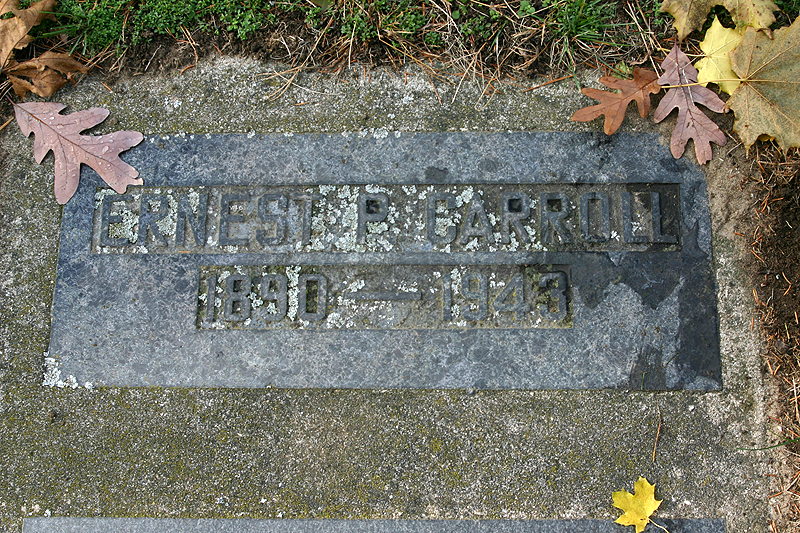 ERNEST P. CARROLL
1890 — 1943